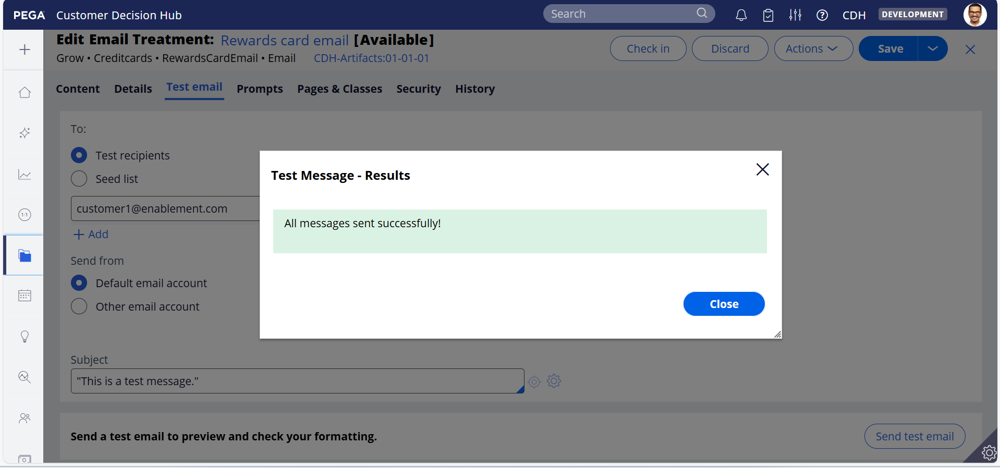 PEGA Customer Decision Hub
Search
CDH
DEVELOPMENT
Edit Email Treatment: Rewards card email [Available]
Grow • Creditcards • RewardsCardEmail • Email CDH-Artifacts:01-01-01
Check in
Discard
Actions
Save
Content Details Test email Prompts Pages & Classes Security History
To:
Test recipients
Seed list
customer1@enablement.com
Add
Send from
Default email account
Other email account
Subject
"This is a test message."
Send a test email to preview and check your formatting.
Send test email
Test Message - Results
All messages sent successfully!
Close
1:1